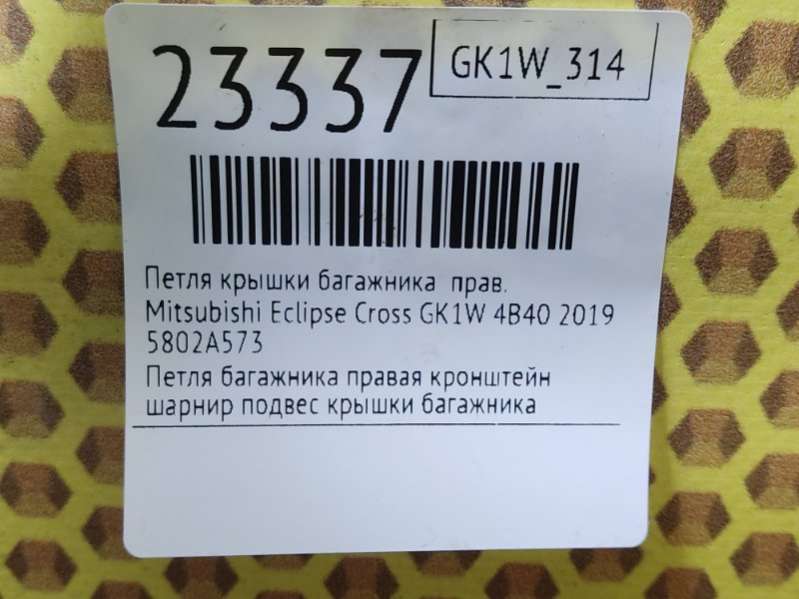 23337
GK1W_314
Петля крышки багажника прав.
Mitsubishi Eclipse Cross GK1W 4B40 2019
5802A573
Петля багажника правая кронштейн
шарнир подвес крышки багажника